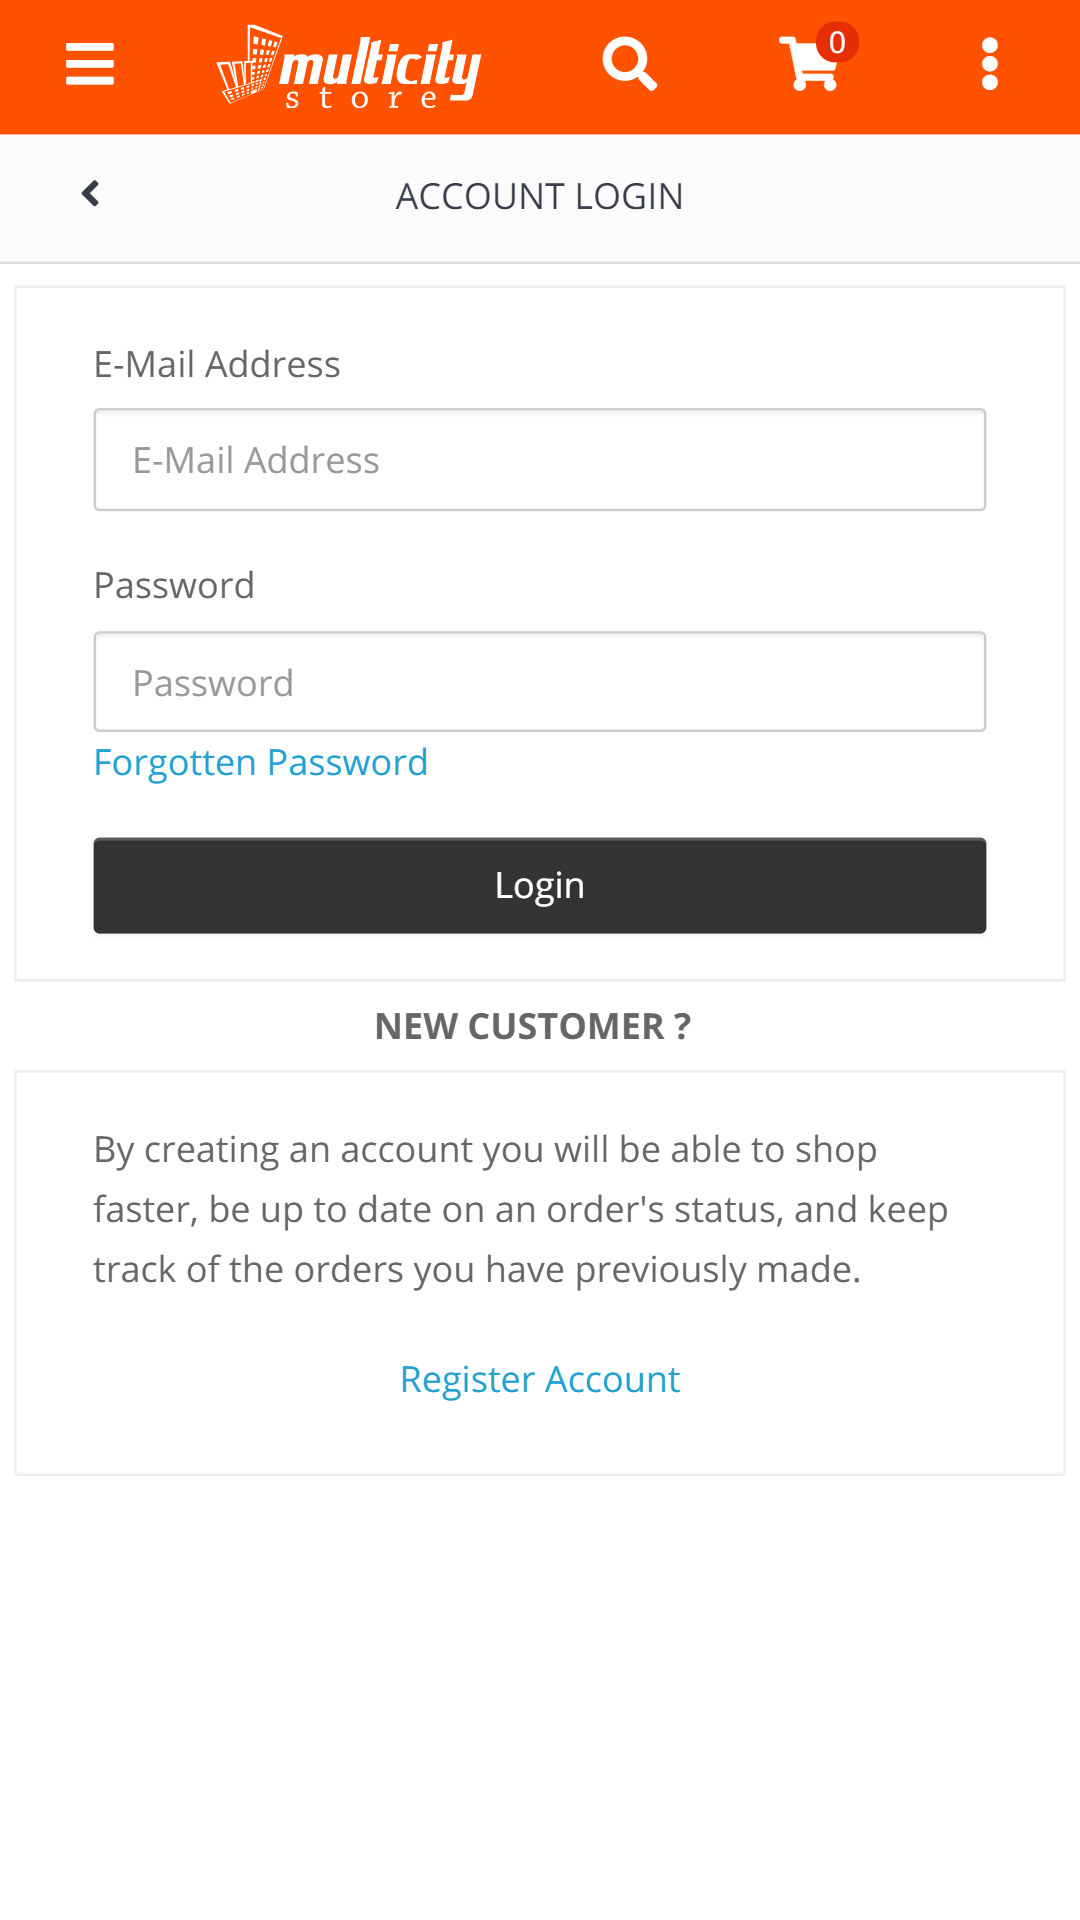 multicity
store
0
ACCOUNT LOGIN
E-Mail Address
E-Mail Address
Password
Password
Forgotten Password
Login
NEW CUSTOMER ?
By creating an account you will be able to shop
faster, be up to date on an order's status, and keep
track of the orders you have previously made.
Register Account